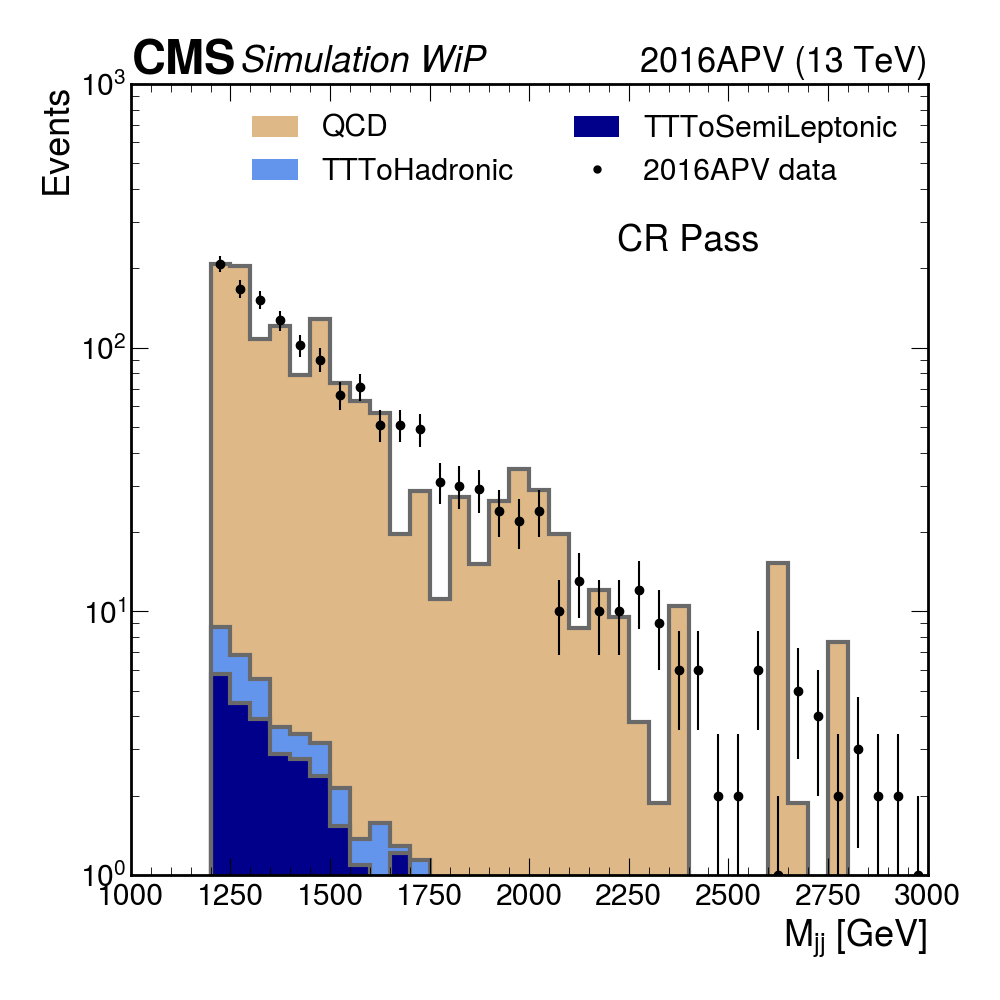 CMS Simulation WiP 2016APV (13 TeV)
Events
10³
10²
10¹
10⁰
QCD
TTToHadronic
TTToSemiLeptonic
2016APV data
CR Pass
1000 1250 1500 1750 2000 2250 2500 2750 3000
M_jj [GeV]